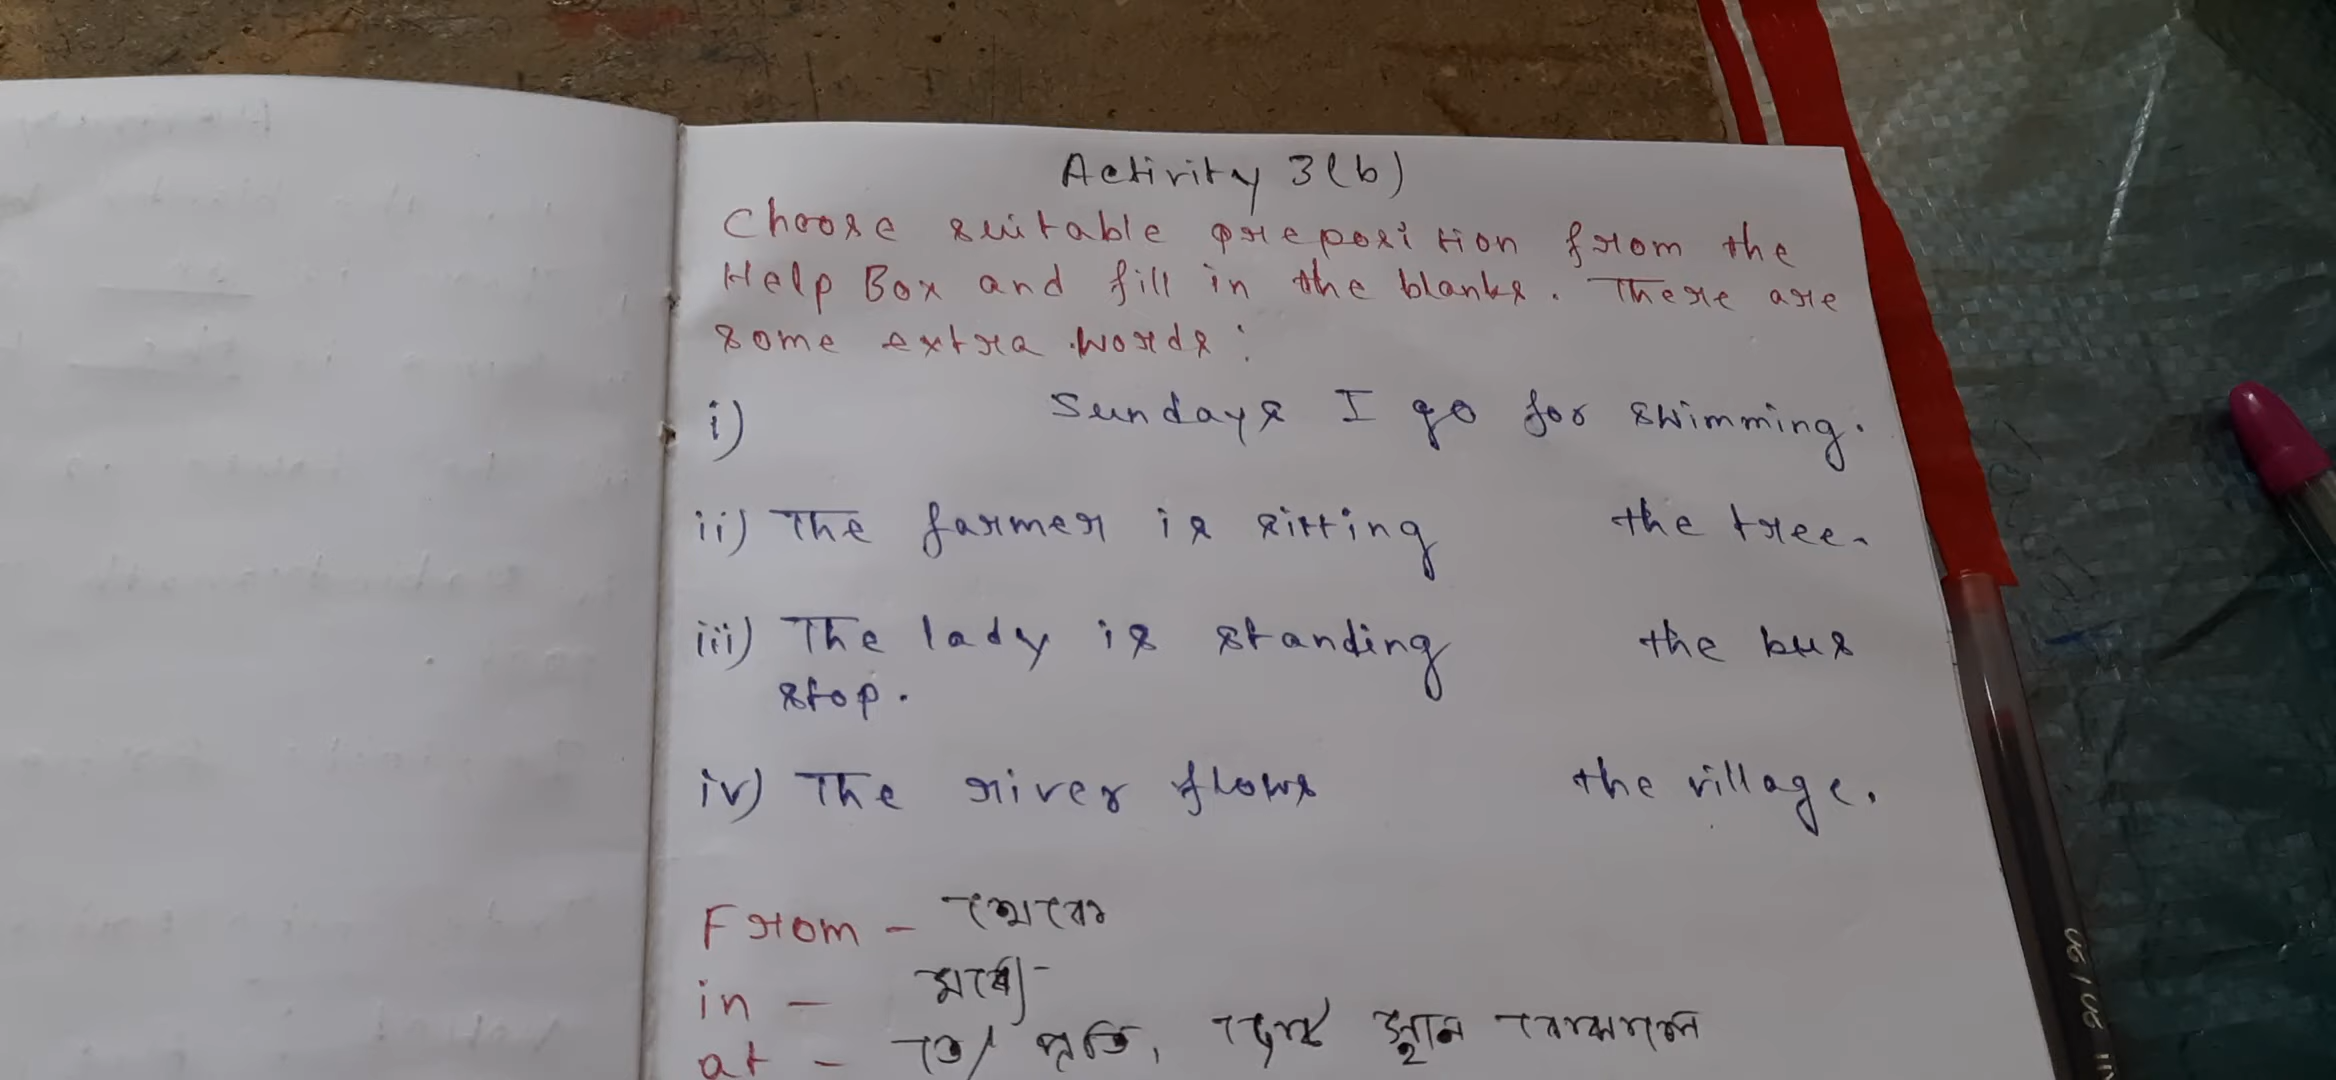 Activity 3(b)
Choose suitable preposition from the
Help Box and fill in the blanks. There are
some extra words:
i) Sundays I go for swimming.
ii) The farmer is sitting the tree.
iii) The lady is standing the bus
stop.
iv) The river flows the village.
From - থেকে
in - মধ্যে
at - তে/ প্রতি, স্থান